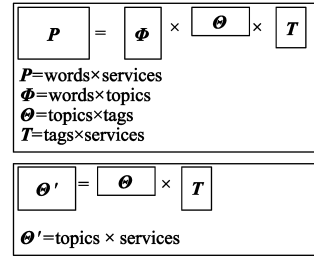 P = Φ × Θ × T
P=words×services
Φ=words×topics
Θ=topics×tags
T=tags×services
Θ′ = Θ × T
Θ′=topics × services